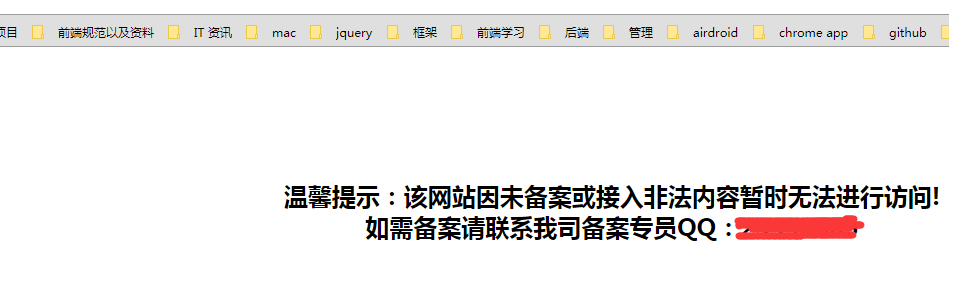 项目 前端规范以及资料 IT 资讯 mac jquery 框架 前端学习 后端 管理 airdroid chrome app github
温馨提示：该网站因未备案或接入非法内容暂时无法进行访问!
如需备案请联系我司备案专员QQ：